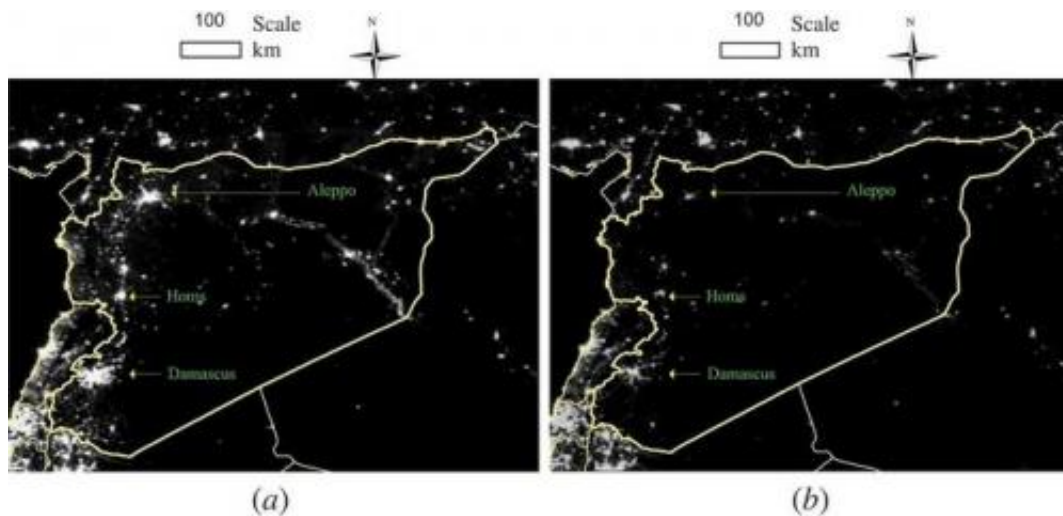 100 Scale
km
N
100 Scale
km
N
Aleppo
Homs
Damascus
Aleppo
Homs
Damascus
(a)
(b)